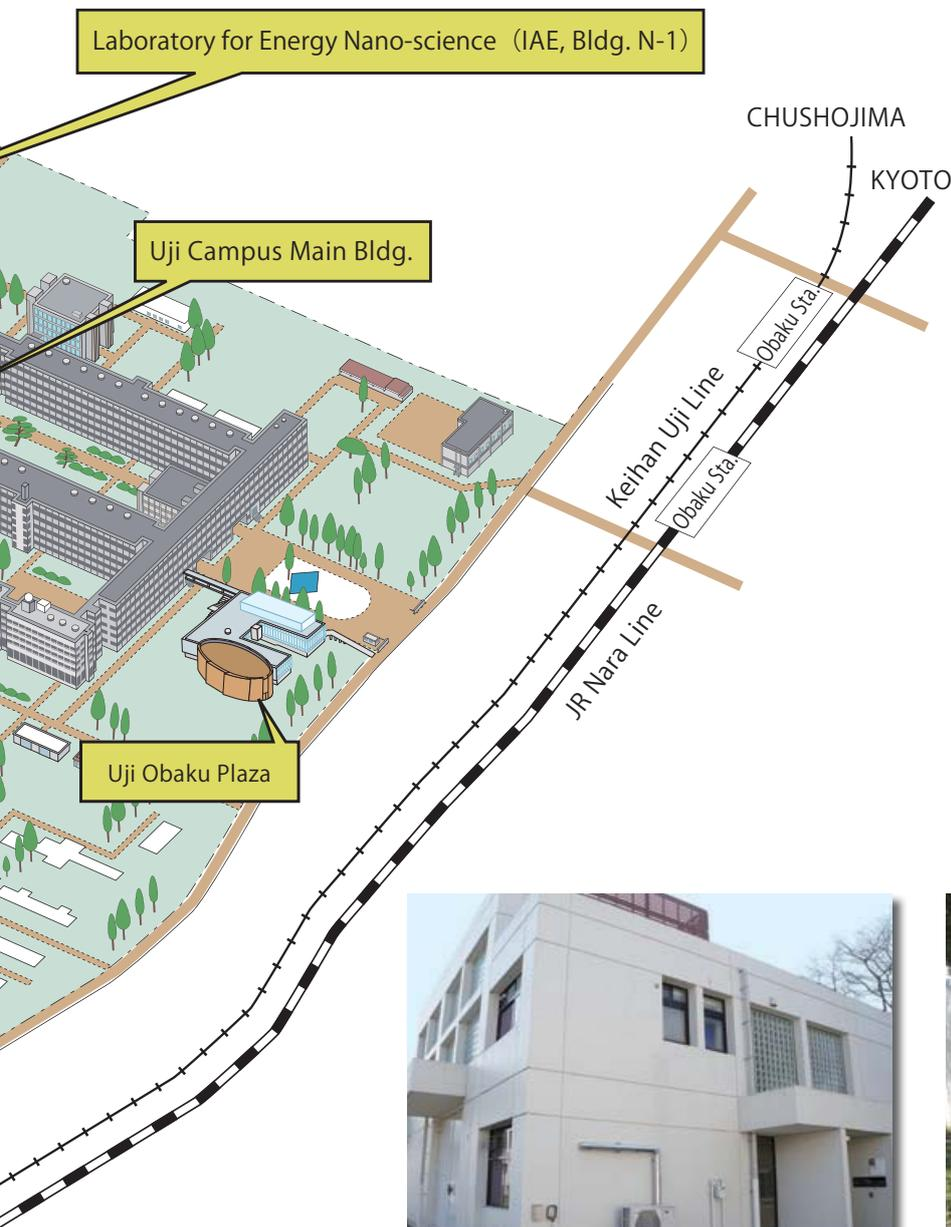 Laboratory for Energy Nano-science（IAE, Bldg. N-1）
CHUSHOJIMA
KYOTO
Uji Campus Main Bldg.
Obaku Sta.
Keihan Uji Line
Obaku Sta.
JR Nara Line
Uji Obaku Plaza